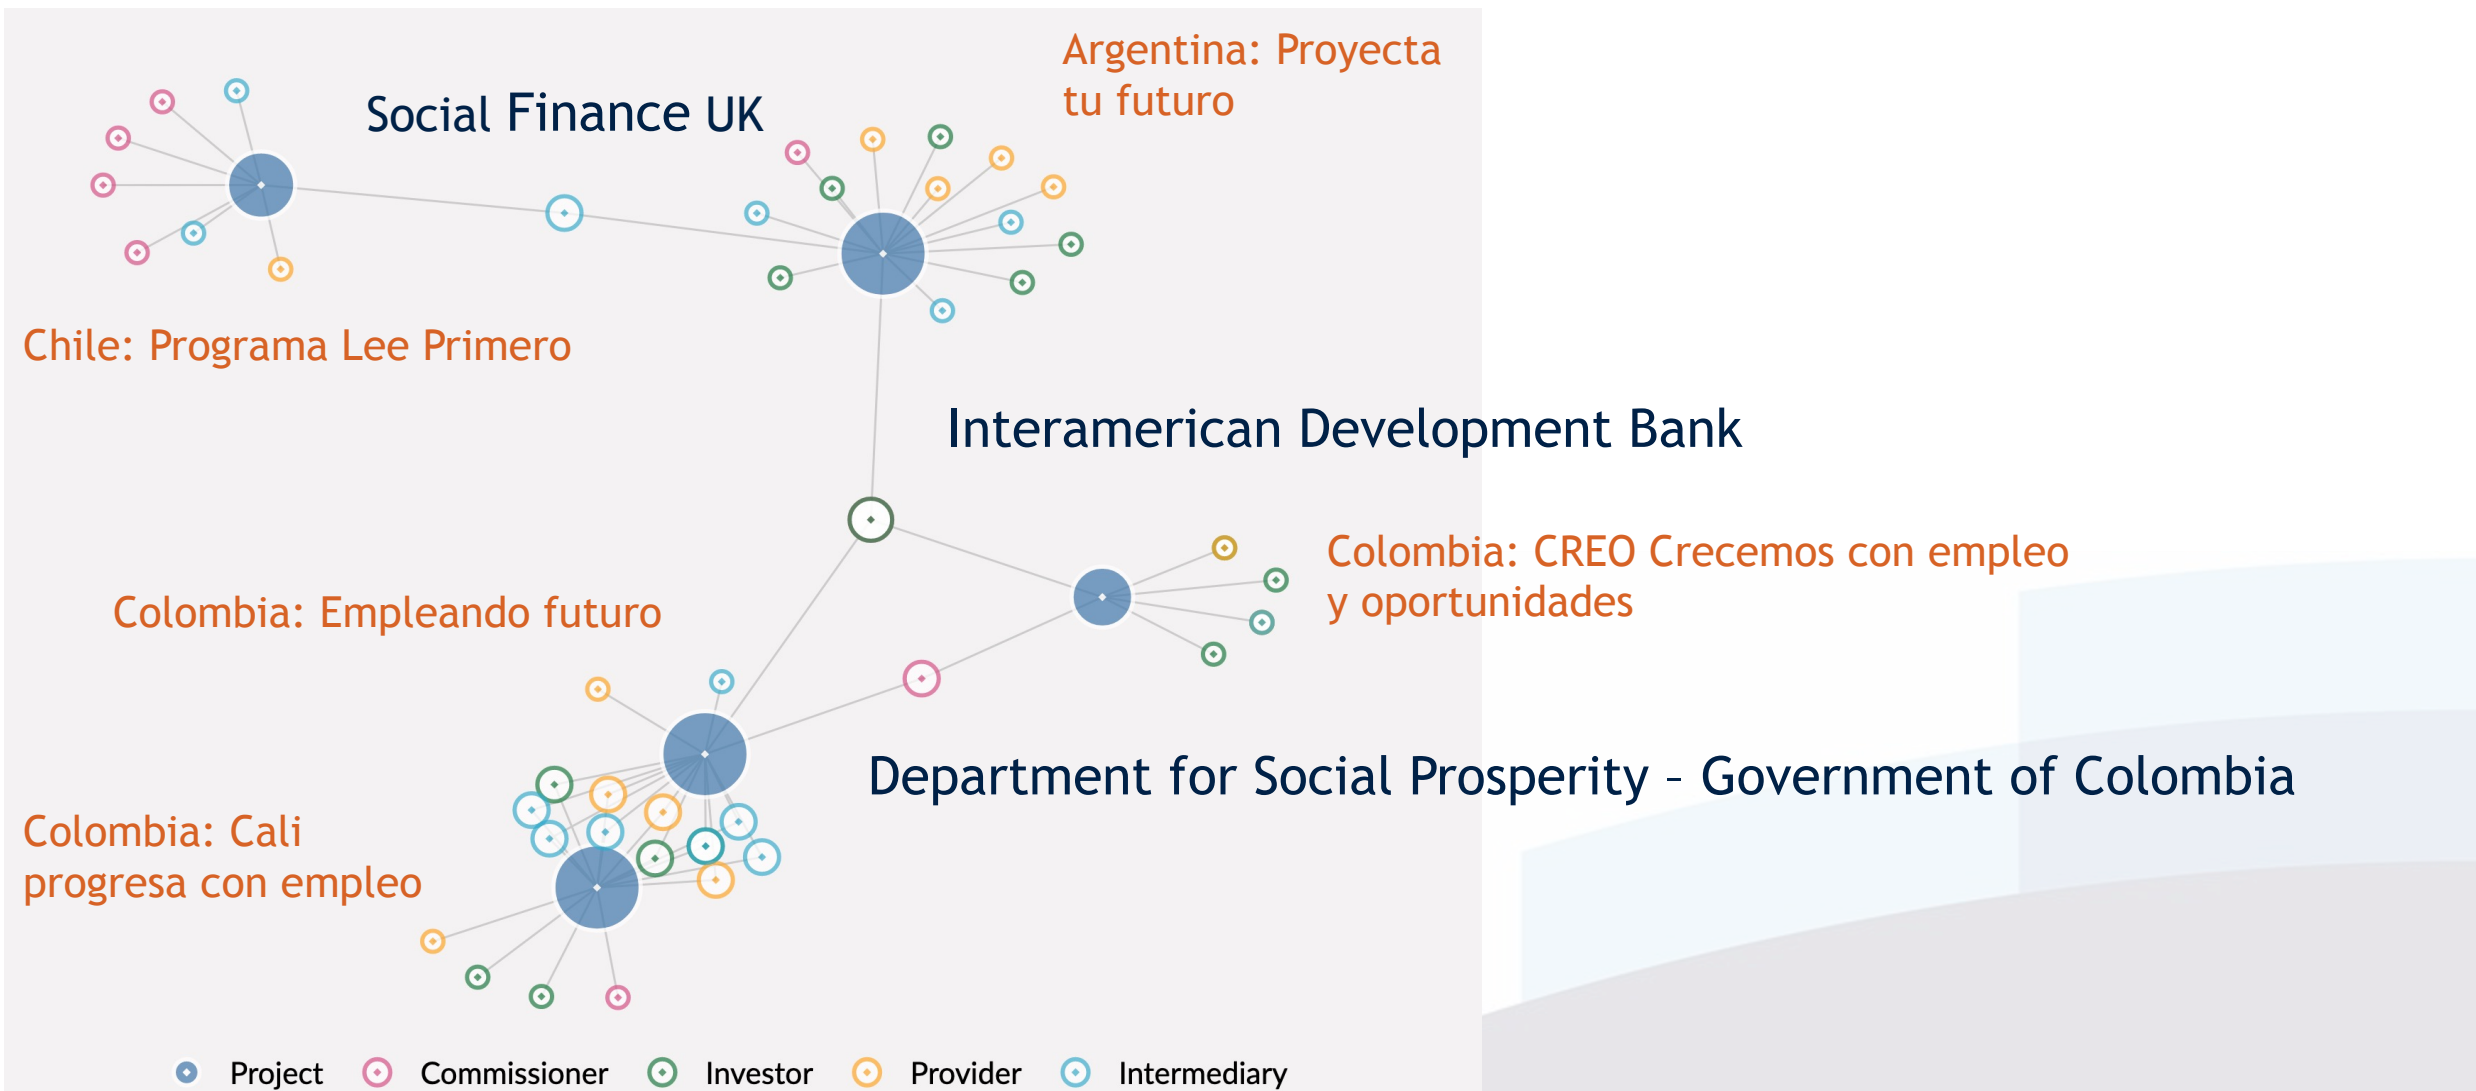 Argentina: Proyecta
tu futuro
Social Finance UK
Chile: Programa Lee Primero
Interamerican Development Bank
Colombia: CREO Crecemos con empleo
y oportunidades
Colombia: Empleando futuro
Department for Social Prosperity – Government of Colombia
Colombia: Cali
progresa con empleo
Project Commissioner Investor Provider Intermediary